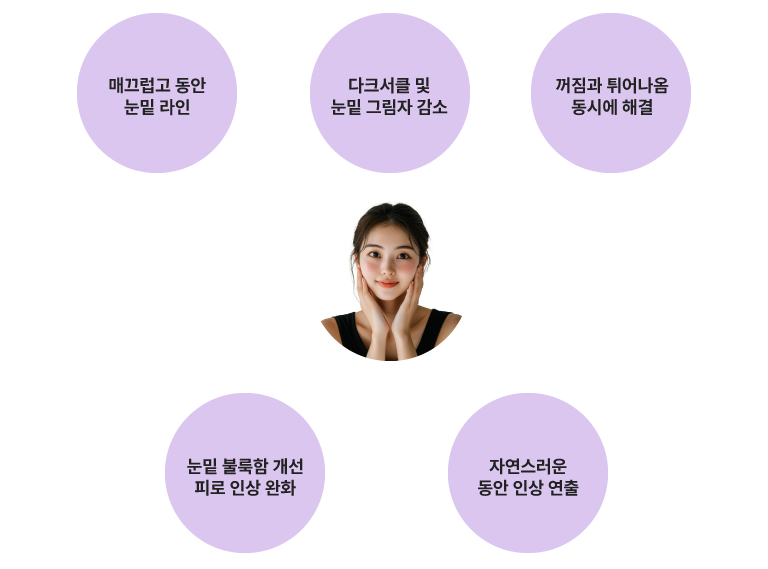 매끄럽고 동안
눈밑 라인
다크서클 및
눈밑 그림자 감소
꺼짐과 튀어나옴
동시에 해결
눈밑 불룩함 개선
피로 인상 완화
자연스러운
동안 인상 연출